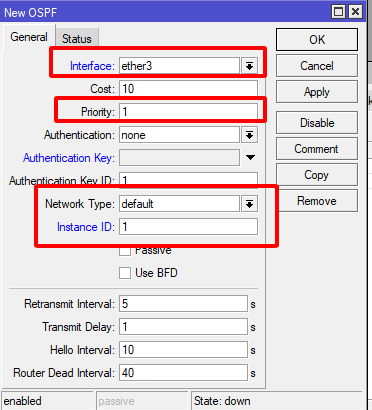 New OSPF
General Status
Interface: ether3
Cost: 10
Priority: 1
Authentication: none
Authentication Key:
Authentication Key ID: 1
Network Type: default
Instance ID: 1
Passive
Use BFD
Retransmit Interval: 5 s
Transmit Delay: 1 s
Hello Interval: 10 s
Router Dead Interval: 40 s
OK
Cancel
Apply
Disable
Comment
Copy
Remove
enabled passive State: down